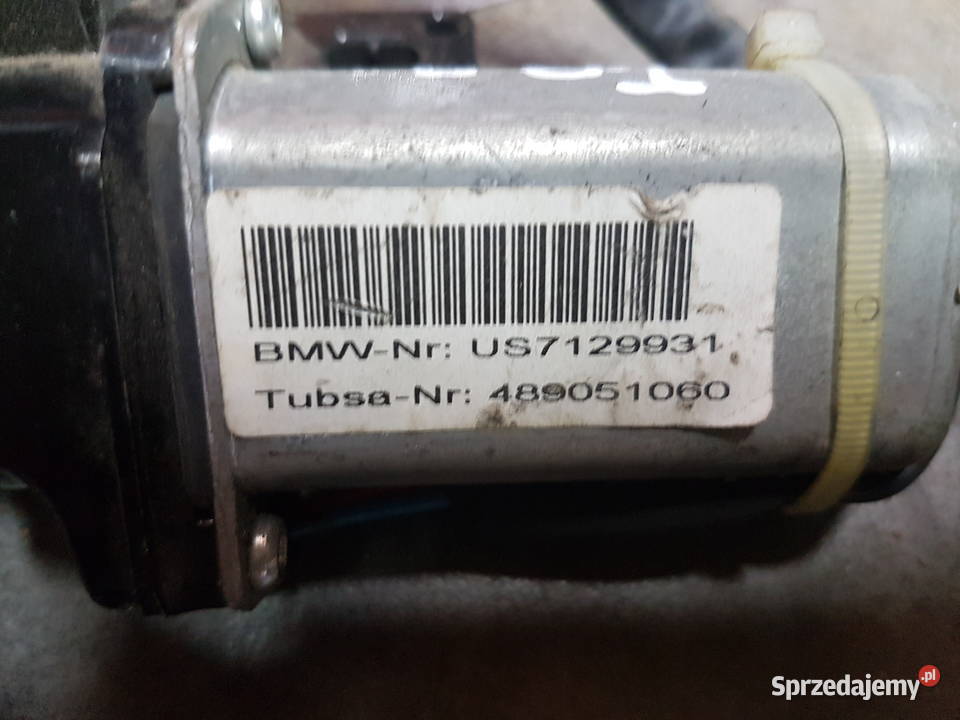 BMW-Nr: US7129931
Tubsa-Nr: 489051060
Sprzedajemy.pl